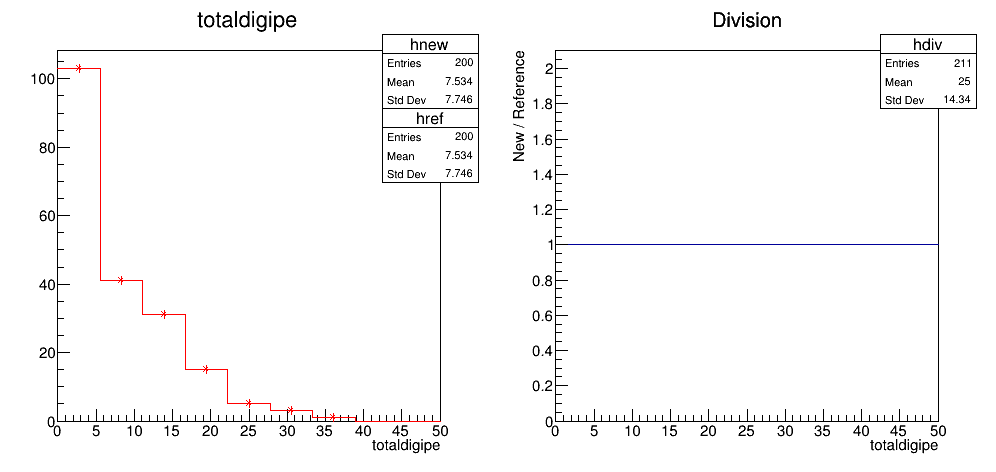 totaldigipe
hnew
Entries 200
Mean 7.534
Std Dev 7.746
href
Entries 200
Mean 7.534
Std Dev 7.746
100
80
60
40
20
0
0 5 10 15 20 25 30 35 40 45 50
totaldigipe
Division
hdiv
Entries 211
Mean 25
Std Dev 14.34
New / Reference
2
1.8
1.6
1.4
1.2
1
0.8
0.6
0.4
0.2
0
0 5 10 15 20 25 30 35 40 45 50
totaldigipe